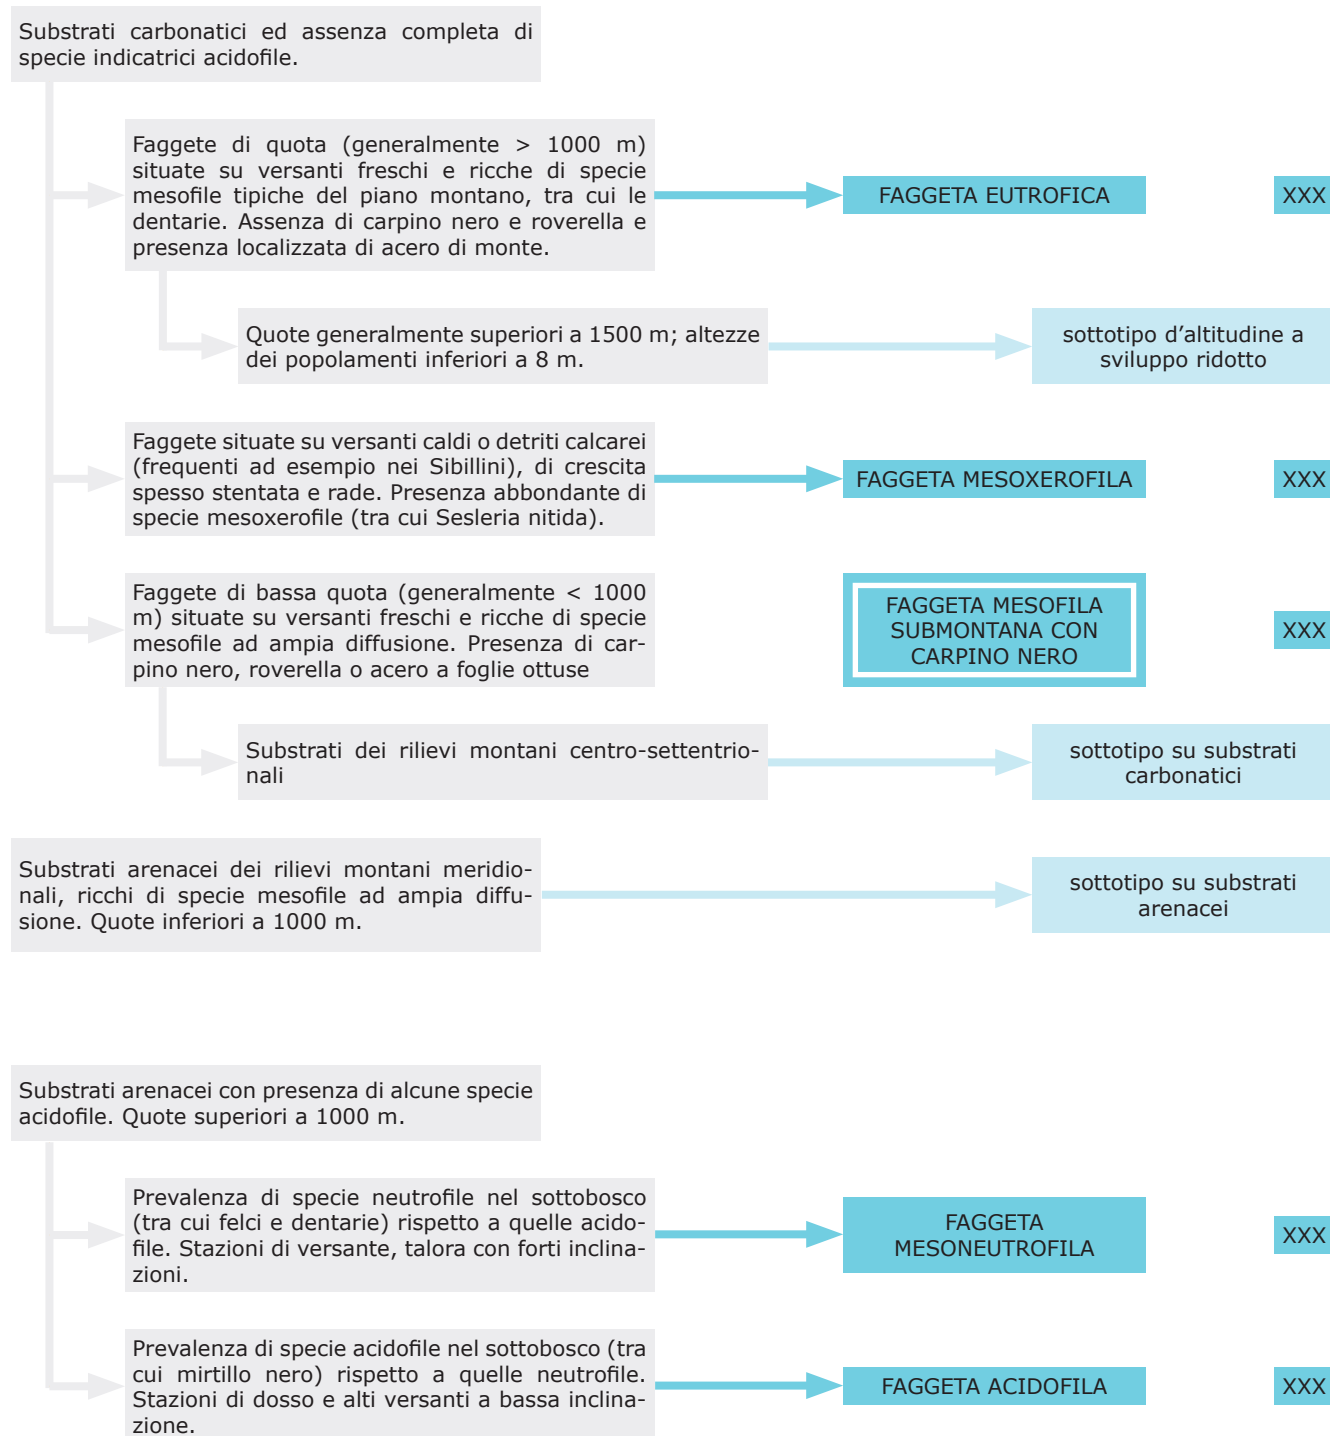 Substrati carbonatici ed assenza completa di
specie indicatrici acidofile.
Faggete di quota (generalmente > 1000 m)
situate su versanti freschi e ricche di specie
mesofile tipiche del piano montano, tra cui le
dentarie. Assenza di carpino nero e roverella e
presenza localizzata di acero di monte.
FAGGETA EUTROFICA
XXX
Quote generalmente superiori a 1500 m; altezze
dei popolamenti inferiori a 8 m.
sottotipo d'altitudine a
sviluppo ridotto
Faggete situate su versanti caldi o detriti calcarei
(frequenti ad esempio nei Sibillini), di crescita
spesso stentata e rade. Presenza abbondante di
specie mesoxerofile (tra cui Sesleria nitida).
FAGGETA MESOXEROFILA
XXX
Faggete di bassa quota (generalmente < 1000
m) situate su versanti freschi e ricche di specie
mesofile ad ampia diffusione. Presenza di car-
pino nero, roverella o acero a foglie ottuse
FAGGETA MESOFILA
SUBMONTANA CON
CARPINO NERO
XXX
Substrati dei rilievi montani centro-settentrio-
nali
sottotipo su substrati
carbonatici
Substrati arenacei dei rilievi montani meridio-
nali, ricchi di specie mesofile ad ampia diffu-
sione. Quote inferiori a 1000 m.
sottotipo su substrati
arenacei
Substrati arenacei con presenza di alcune specie
acidofile. Quote superiori a 1000 m.
Prevalenza di specie neutrofile nel sottobosco
(tra cui felci e dentarie) rispetto a quelle acido-
file. Stazioni di versante, talora con forti inclina-
zioni.
FAGGETA
MESONEUTROFILA
XXX
Prevalenza di specie acidofile nel sottobosco (tra
cui mirtillo nero) rispetto a quelle neutrofile.
Stazioni di dosso e alti versanti a bassa inclina-
zione.
FAGGETA ACIDOFILA
XXX